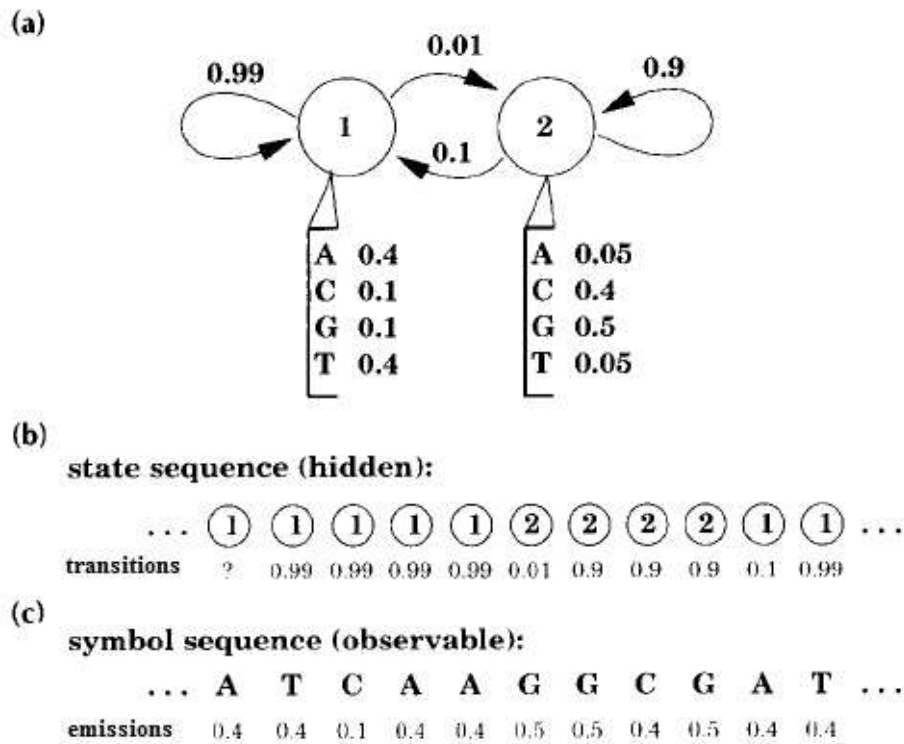 (a)
0.01
0.99
0.9
1
2
0.1
A 0.4 A 0.05
C 0.1 C 0.4
G 0.1 G 0.5
T 0.4 T 0.05
(b)
state sequence (hidden):
... 1 1 1 1 1 2 2 2 2 1 1 ...
transitions ? 0.99 0.99 0.99 0.99 0.01 0.9 0.9 0.9 0.1 0.99
(c)
symbol sequence (observable):
... A T C A A G G C G A T ...
emissions 0.4 0.4 0.1 0.4 0.4 0.5 0.5 0.4 0.5 0.4 0.4